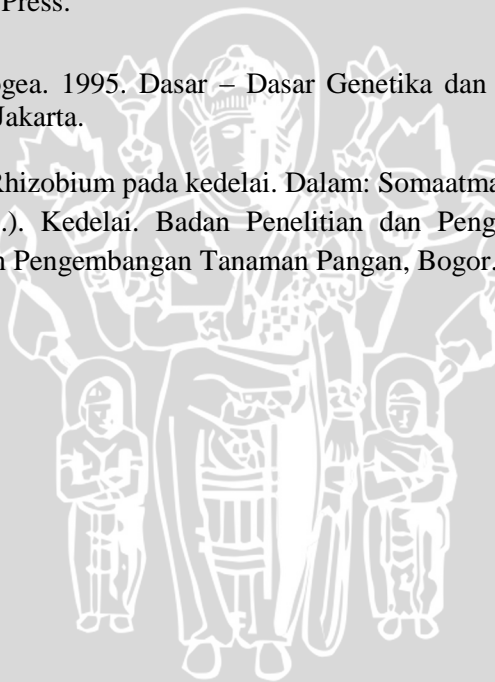 Press.
gea. 1995. Dasar – Dasar Genetika dan
Jakarta.
Rhizobium pada kedelai. Dalam: Somaatma
.). Kedelai. Badan Penelitian dan Peng
n Pengembangan Tanaman Pangan, Bogor.